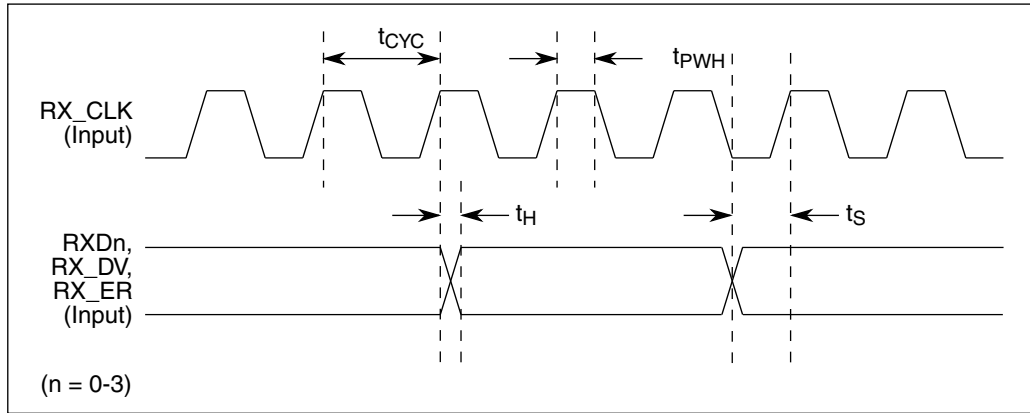 tCYC
tPWH
RX_CLK
(Input)
tH
tS
RXDn,
RX_DV,
RX_ER
(Input)
(n = 0-3)